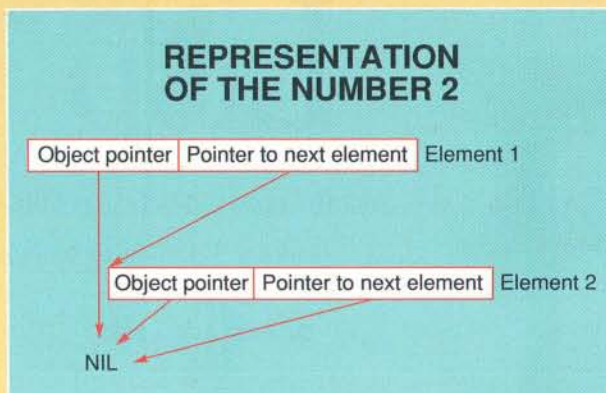 REPRESENTATION
OF THE NUMBER 2
Object pointer Pointer to next element Element 1
Object pointer Pointer to next element Element 2
NIL